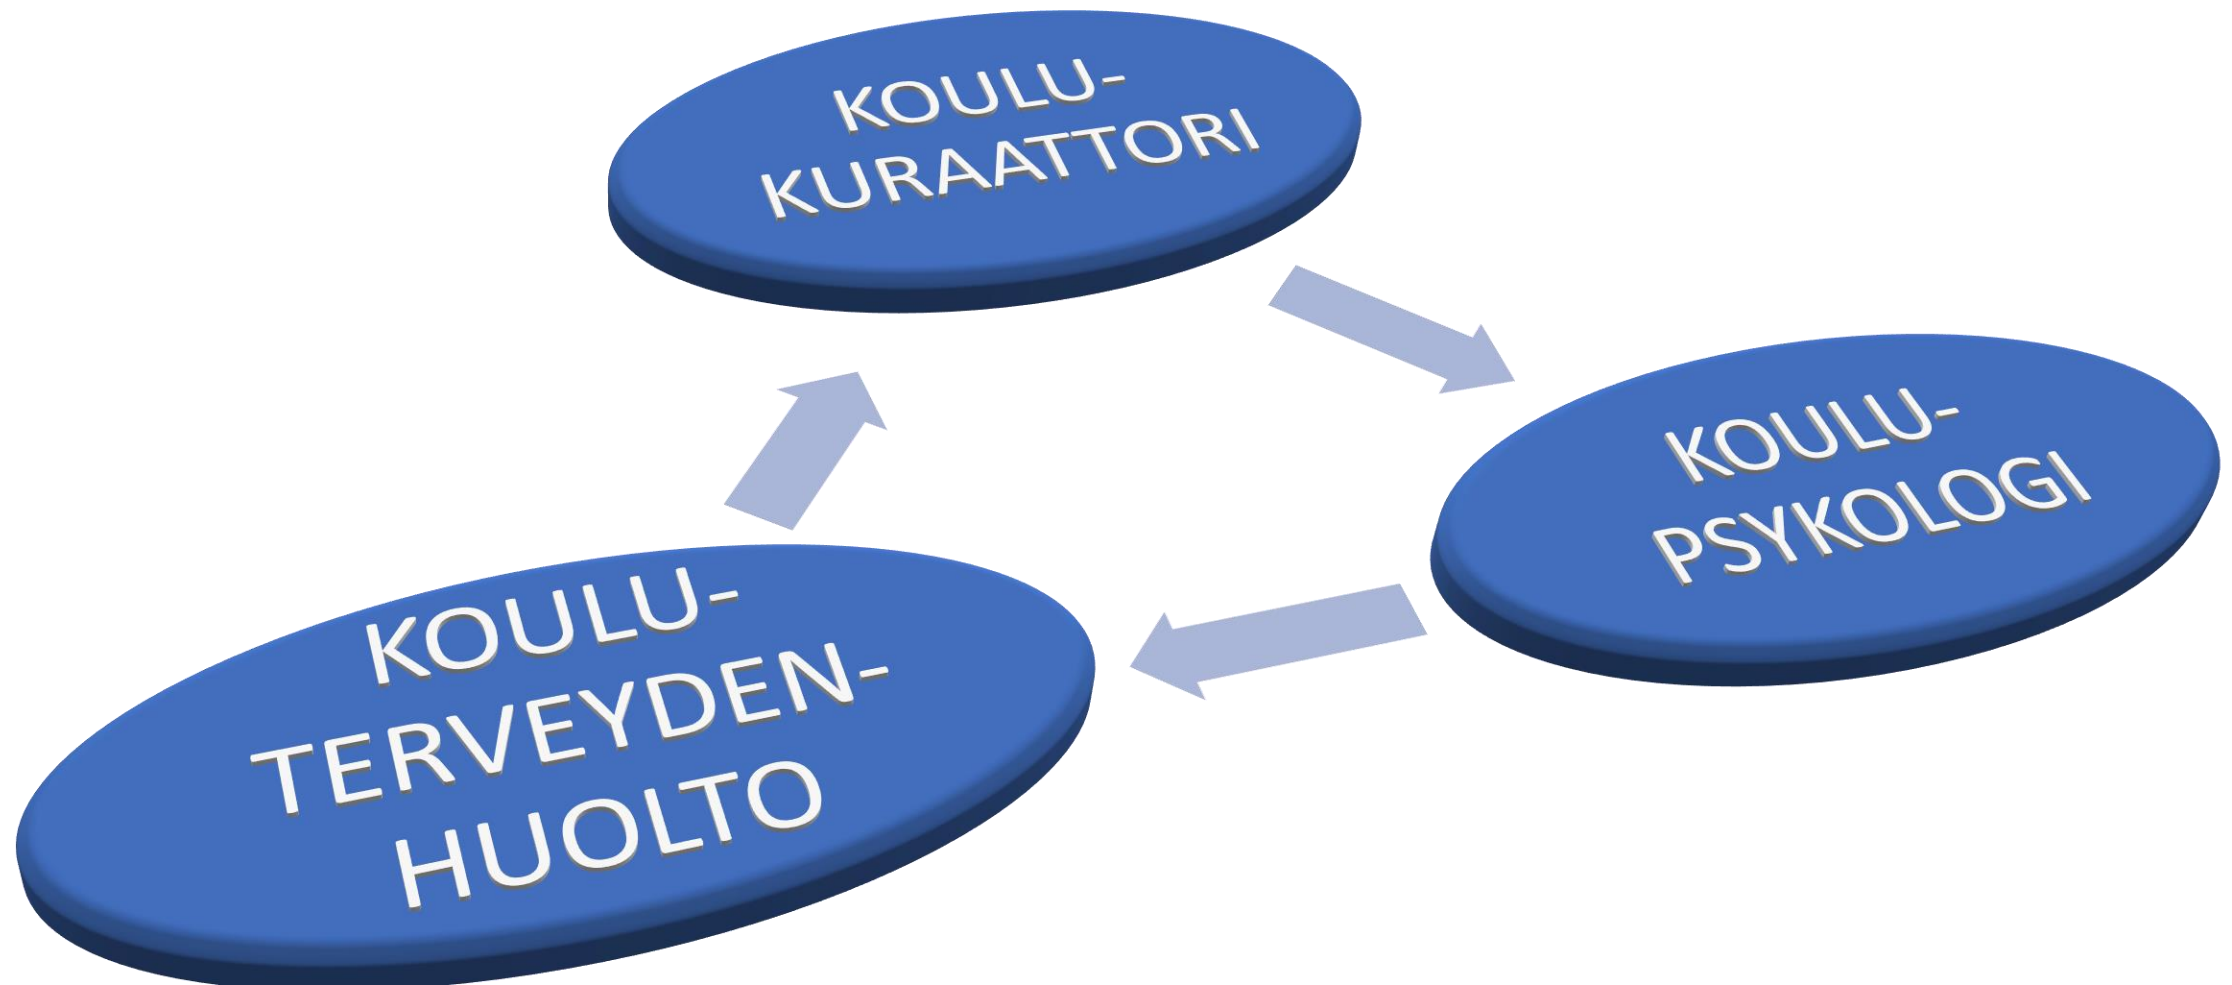 KOULU-
KURAATTORI
KOULU-
PSYKOLOGI
KOULU-
TERVEYDEN-
HUOLTO